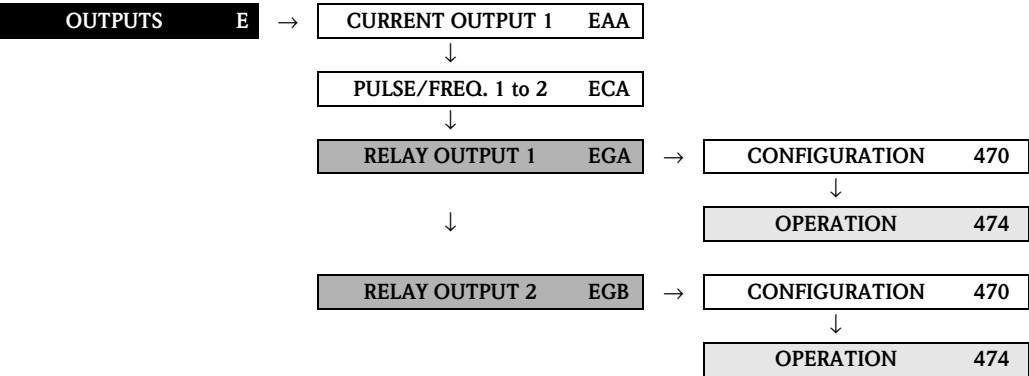 OUTPUTS E → CURRENT OUTPUT 1 EAA
↓
PULSE/FREQ. 1 to 2 ECA
↓
RELAY OUTPUT 1 EGA → CONFIGURATION 470
↓
↓ OPERATION 474
RELAY OUTPUT 2 EGB → CONFIGURATION 470
↓
OPERATION 474